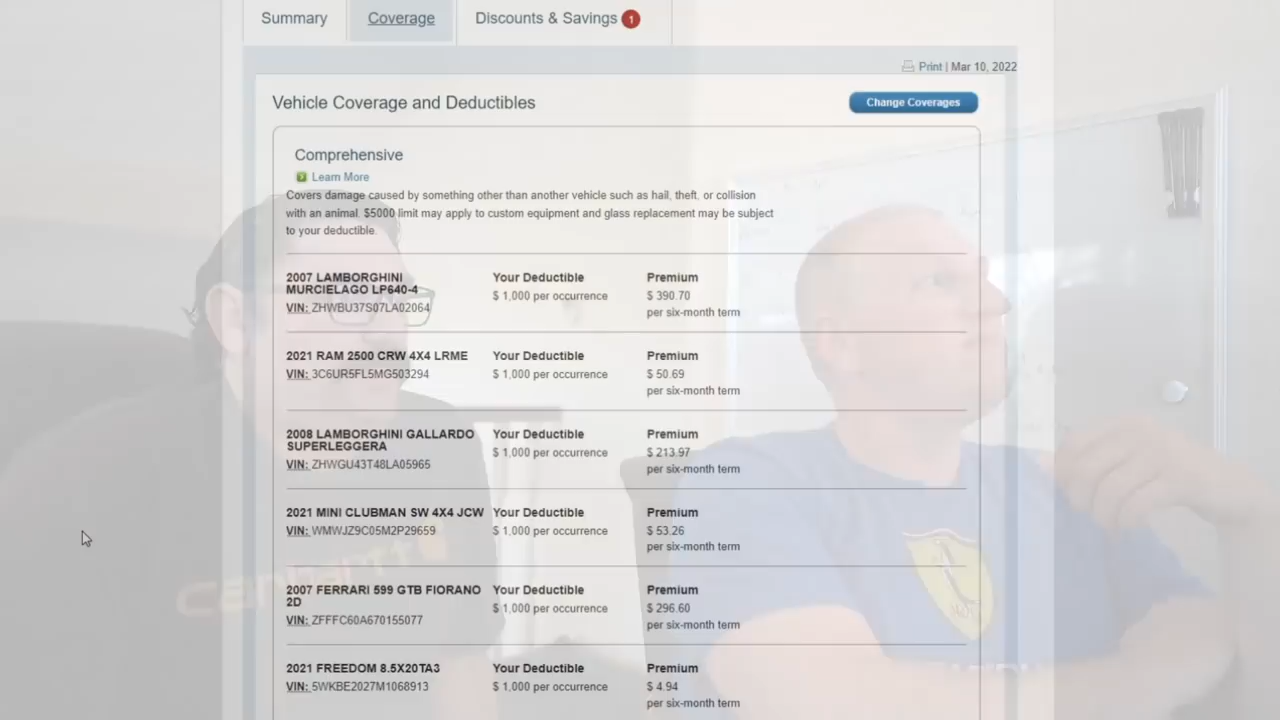 Summary Coverage Discounts & Savings 1
Print | Mar 10, 2022
Vehicle Coverage and Deductibles Change Coverages
Comprehensive
Learn More
Covers damage caused by something other than another vehicle such as hail, theft, or collision
with an animal. $5000 limit may apply to custom equipment and glass replacement may be subject
to your deductible.
2007 LAMBORGHINI Your Deductible Premium
MURCIELAGO LP640-4 $ 1,000 per occurrence $ 390.70
VIN: ZHWBU37S07LA02064 per six-month term
2021 RAM 2500 CRW 4X4 LRME Your Deductible Premium
VIN: 3C6UR5FL5MG503294 $ 1,000 per occurrence $ 50.69
per six-month term
2008 LAMBORGHINI GALLARDO Your Deductible Premium
SUPERLEGGERA $ 1,000 per occurrence $ 213.97
VIN: ZHWGU43T48LA05965 per six-month term
2021 MINI CLUBMAN SW 4X4 JCW Your Deductible Premium
VIN: WMWJZ9C05M2P29659 $ 1,000 per occurrence $ 53.26
per six-month term
2007 FERRARI 599 GTB FIORANO Your Deductible Premium
2D $ 1,000 per occurrence $ 296.60
VIN: ZFFFC60A670155077 per six-month term
2021 FREEDOM 8.5X20TA3 Your Deductible Premium
VIN: 5WKBE2027M1068913 $ 1,000 per occurrence $ 4.94
per six-month term